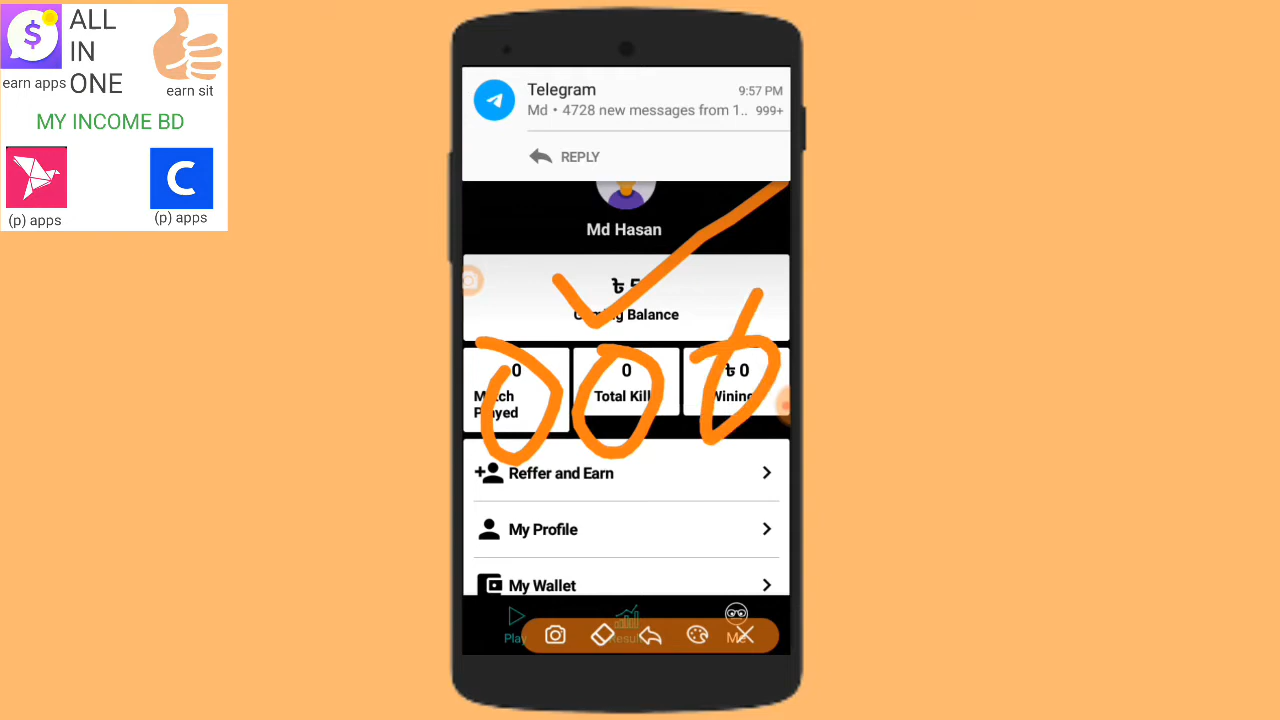 ALL
IN
ONE
earn apps
earn sit
MY INCOME BD
(p) apps
(p) apps
Telegram
9:57 PM
Md • 4728 new messages from 1..
999+
REPLY
Md Hasan
৳ 5
Balance
0
Match
Played
0
Total Kill
৳ 0
Wining
Reffer and Earn
My Profile
My Wallet
Play
Result
Me